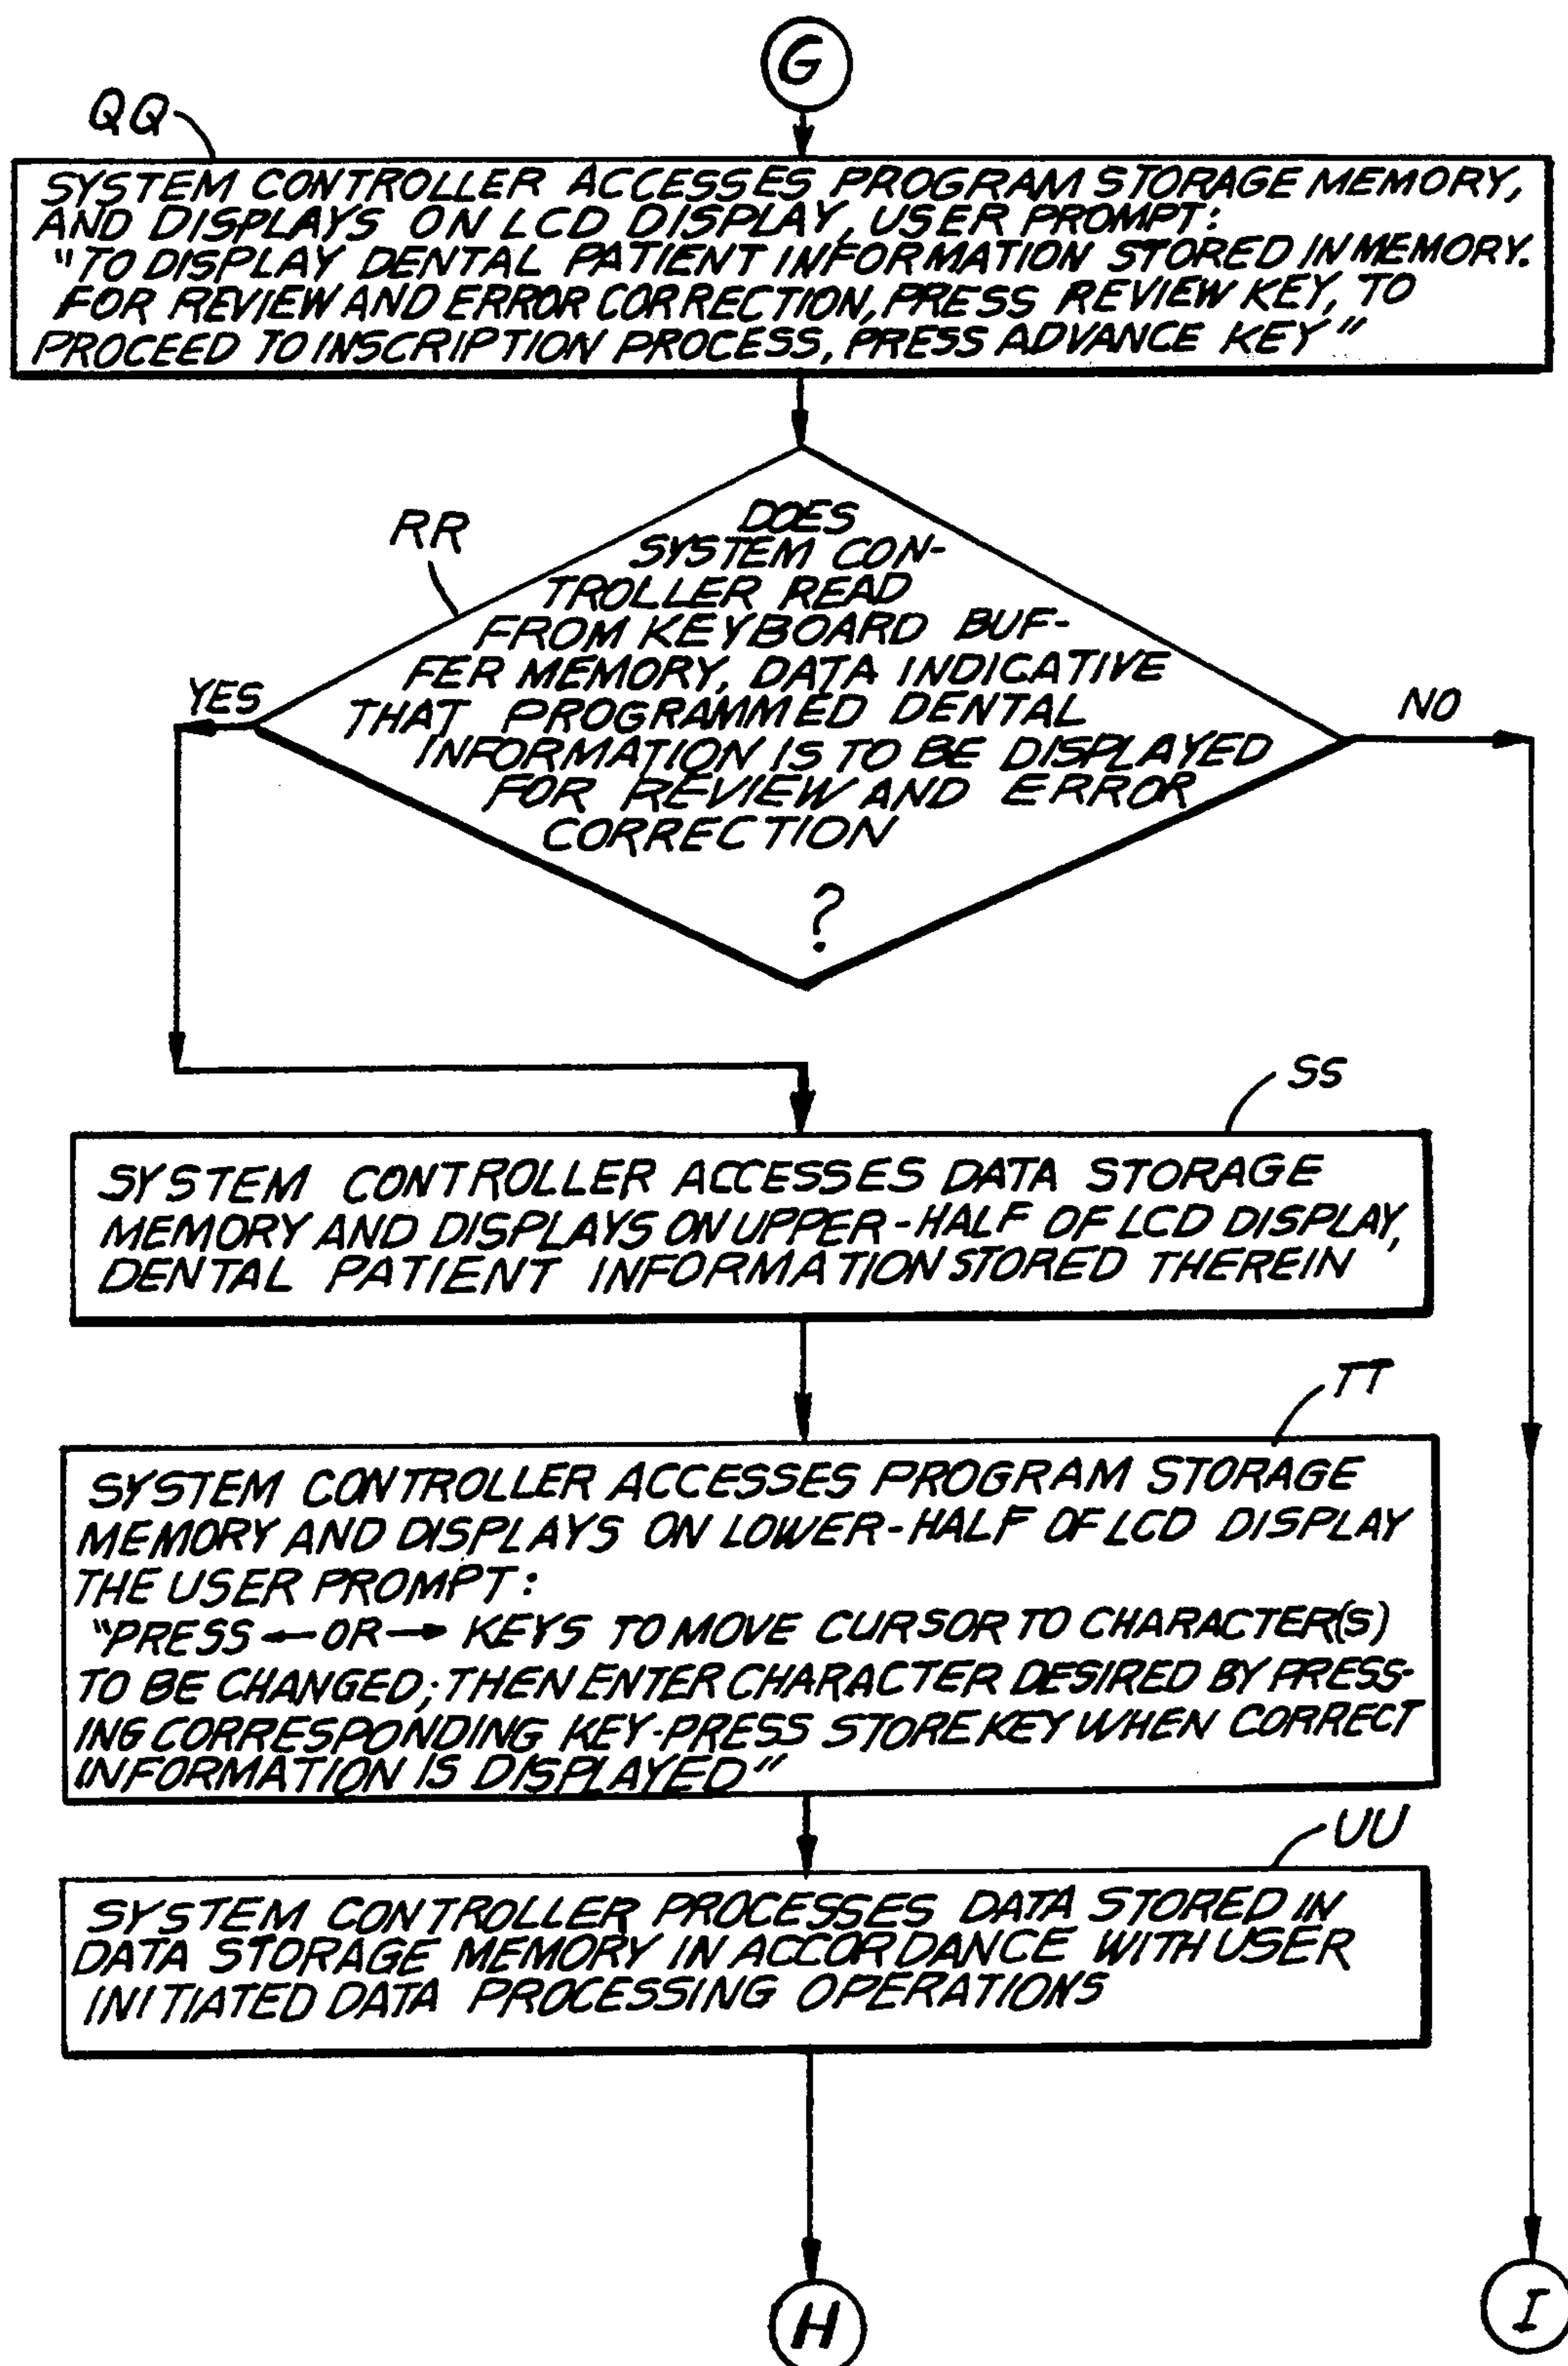 G
QQ
SYSTEM CONTROLLER ACCESSES PROGRAM STORAGE MEMORY,
AND DISPLAYS ON LCD DISPLAY, USER PROMPT:
"TO DISPLAY DENTAL PATIENT INFORMATION STORED IN MEMORY.
FOR REVIEW AND ERROR CORRECTION, PRESS REVIEW KEY, TO
PROCEED TO INSCRIPTION PROCESS, PRESS ADVANCE KEY"
RR
DOES
SYSTEM CON-
TROLLER READ
FROM KEYBOARD BUF-
FER MEMORY, DATA INDICATIVE
THAT PROGRAMMED DENTAL
INFORMATION IS TO BE DISPLAYED
FOR REVIEW AND ERROR
CORRECTION
?
YES
NO
SS
SYSTEM CONTROLLER ACCESSES DATA STORAGE
MEMORY AND DISPLAYS ON UPPER-HALF OF LCD DISPLAY,
DENTAL PATIENT INFORMATION STORED THEREIN
TT
SYSTEM CONTROLLER ACCESSES PROGRAM STORAGE
MEMORY AND DISPLAYS ON LOWER-HALF OF LCD DISPLAY
THE USER PROMPT:
"PRESS ← OR → KEYS TO MOVE CURSOR TO CHARACTER(S)
TO BE CHANGED; THEN ENTER CHARACTER DESIRED BY PRESS-
ING CORRESPONDING KEY-PRESS STORE KEY WHEN CORRECT
INFORMATION IS DISPLAYED"
UU
SYSTEM CONTROLLER PROCESSES DATA STORED IN
DATA STORAGE MEMORY IN ACCORDANCE WITH USER
INITIATED DATA PROCESSING OPERATIONS
H
I